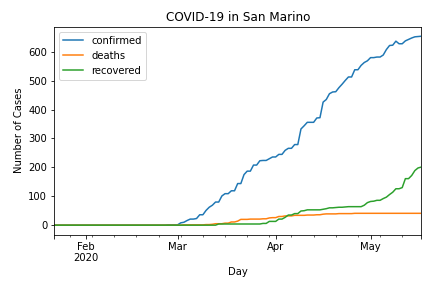 COVID-19 in San Marino
confirmed
deaths
recovered
Number of Cases
600
500
400
300
200
100
0
Feb
2020
Mar
Apr
May
Day